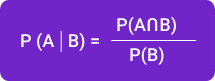 P (A | B) = P(A∩B)
P(B)